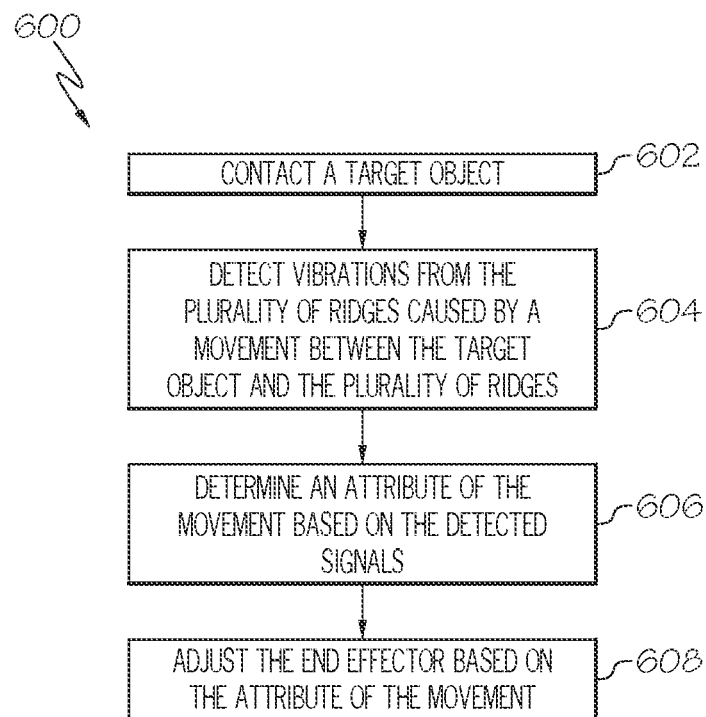 600
CONTACT A TARGET OBJECT
602
DETECT VIBRATIONS FROM THE
PLURALITY OF RIDGES CAUSED BY A
MOVEMENT BETWEEN THE TARGET
OBJECT AND THE PLURALITY OF RIDGES
604
DETERMINE AN ATTRIBUTE OF THE
MOVEMENT BASED ON THE DETECTED
SIGNALS
606
ADJUST THE END EFFECTOR BASED ON
THE ATTRIBUTE OF THE MOVEMENT
608